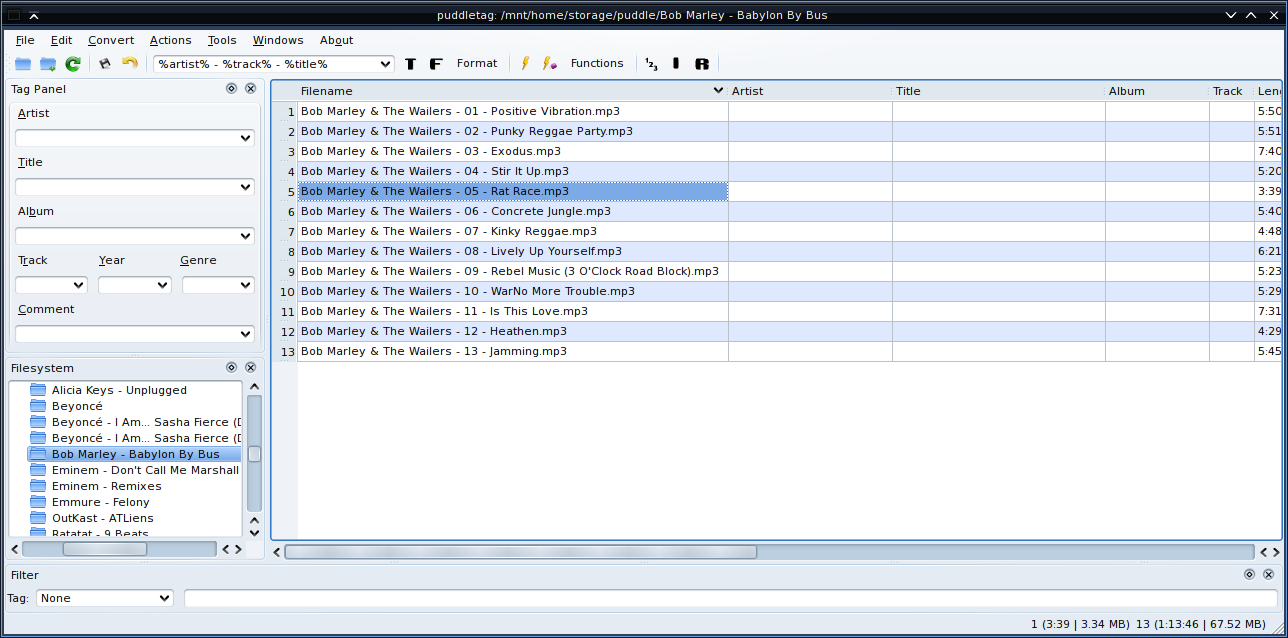 puddletag: /mnt/home/storage/puddle/Bob Marley - Babylon By Bus
File Edit Convert Actions Tools Windows About
%artist% - %track% - %title% T F Format Functions 1/2/3 I R
Tag Panel
Artist
Title
Album
Track Year Genre
Comment
Filename Artist Title Album Track Len
1 Bob Marley & The Wailers - 01 - Positive Vibration.mp3 5:50
2 Bob Marley & The Wailers - 02 - Punky Reggae Party.mp3 5:51
3 Bob Marley & The Wailers - 03 - Exodus.mp3 7:40
4 Bob Marley & The Wailers - 04 - Stir It Up.mp3 5:20
5 Bob Marley & The Wailers - 05 - Rat Race.mp3 3:39
6 Bob Marley & The Wailers - 06 - Concrete Jungle.mp3 5:40
7 Bob Marley & The Wailers - 07 - Kinky Reggae.mp3 4:48
8 Bob Marley & The Wailers - 08 - Lively Up Yourself.mp3 6:21
9 Bob Marley & The Wailers - 09 - Rebel Music (3 O'Clock Road Block).mp3 5:23
10 Bob Marley & The Wailers - 10 - WarNo More Trouble.mp3 5:29
11 Bob Marley & The Wailers - 11 - Is This Love.mp3 7:31
12 Bob Marley & The Wailers - 12 - Heathen.mp3 4:29
13 Bob Marley & The Wailers - 13 - Jamming.mp3 5:45
Filesystem
Alicia Keys - Unplugged
Beyoncé
Beyoncé - I Am... Sasha Fierce (D
Beyoncé - I Am... Sasha Fierce (D
Bob Marley - Babylon By Bus
Eminem - Don't Call Me Marshall
Eminem - Remixes
Emmure - Felony
OutKast - ATLiens
Ratatat - 9 Beats
Filter
Tag: None
1 (3:39 | 3.34 MB) 13 (1:13:46 | 67.52 MB)